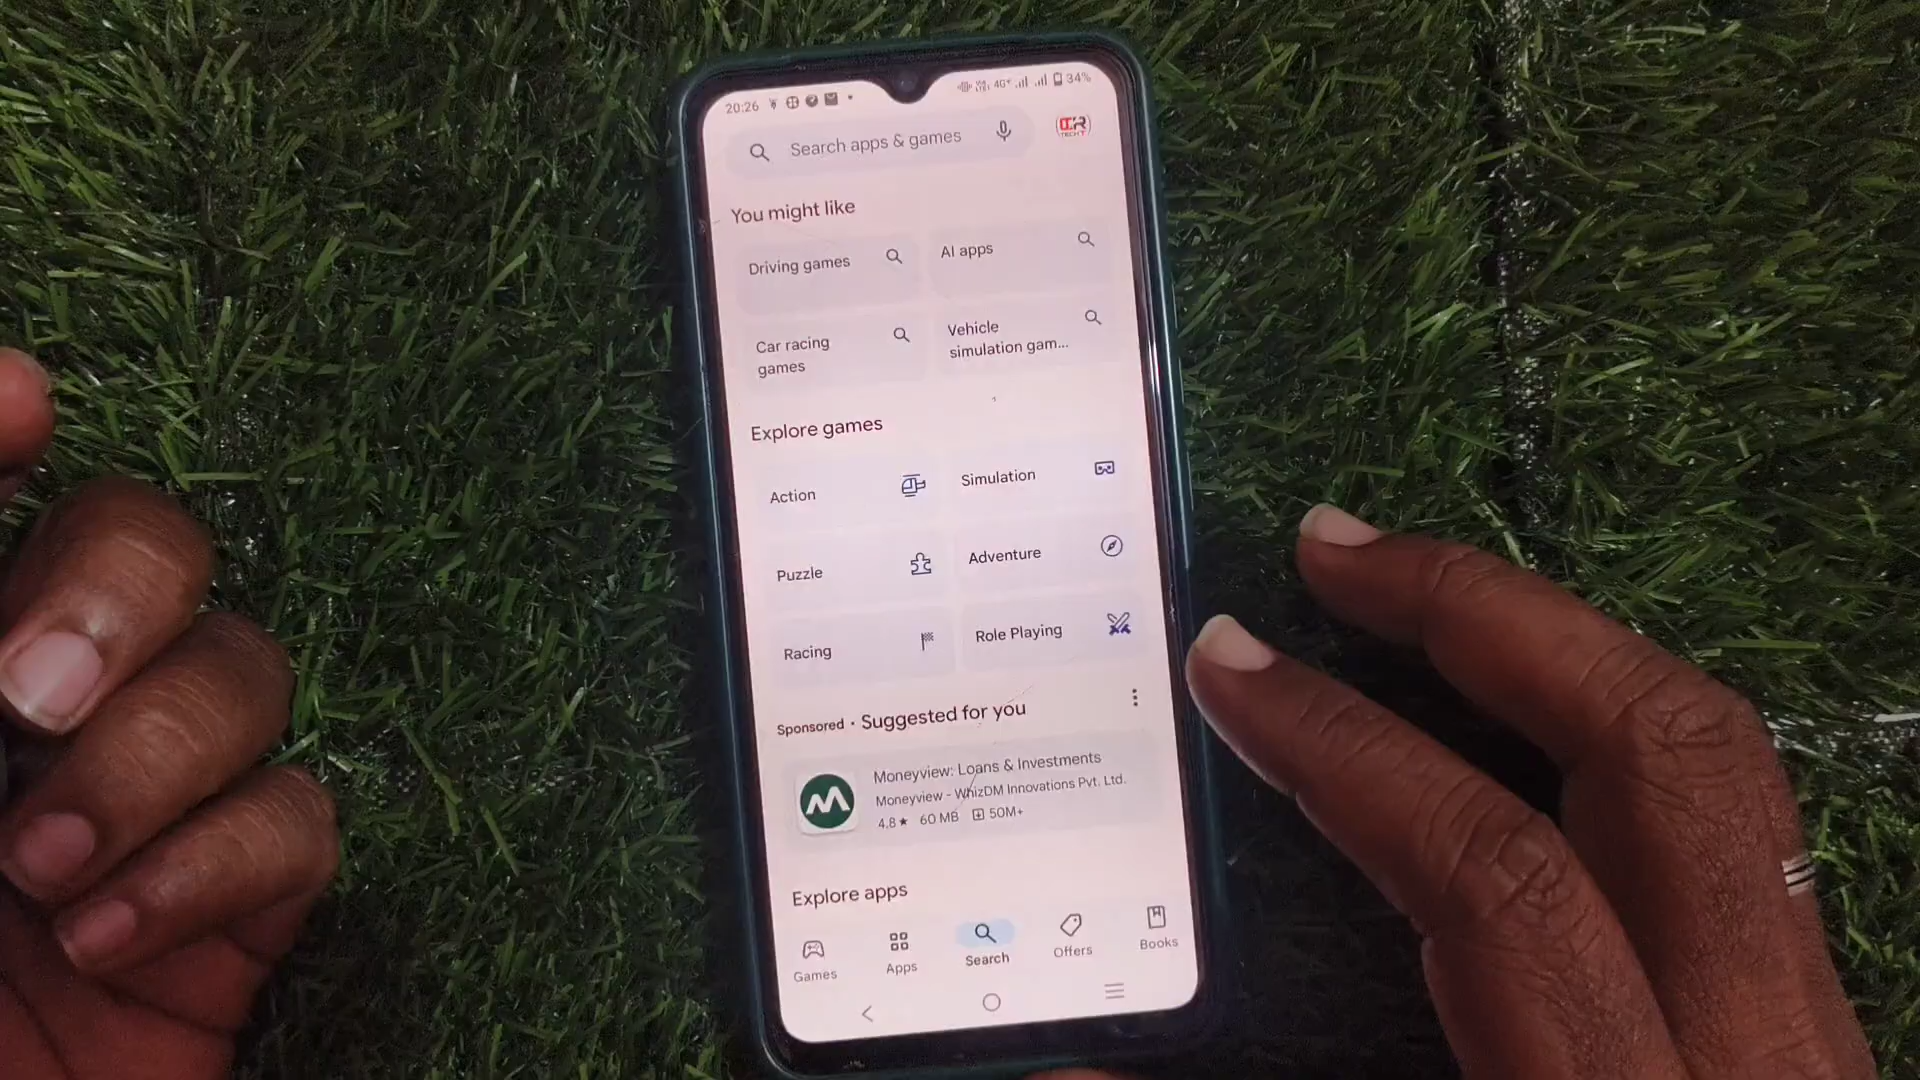 20:26
4G+
34%
Search apps & games
You might like
Driving games
AI apps
Car racing
games
Vehicle
simulation gam...
Explore games
Action
Simulation
Puzzle
Adventure
Racing
Role Playing
Sponsored • Suggested for you
Moneyview: Loans & Investments
Moneyview - WhizDM Innovations Pvt. Ltd.
4.8★ 60 MB 50M+
Explore apps
Games
Apps
Search
Offers
Books